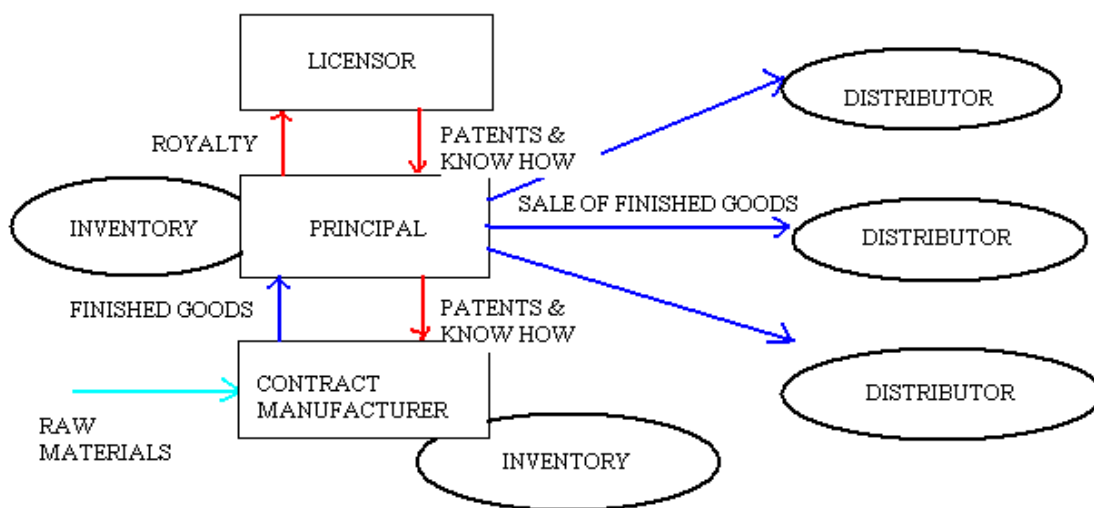 LICENSOR
DISTRIBUTOR
ROYALTY
PATENTS &
KNOW HOW
INVENTORY
PRINCIPAL
SALE OF FINISHED GOODS
DISTRIBUTOR
FINISHED GOODS
PATENTS &
KNOW HOW
CONTRACT
MANUFACTURER
DISTRIBUTOR
RAW
MATERIALS
INVENTORY